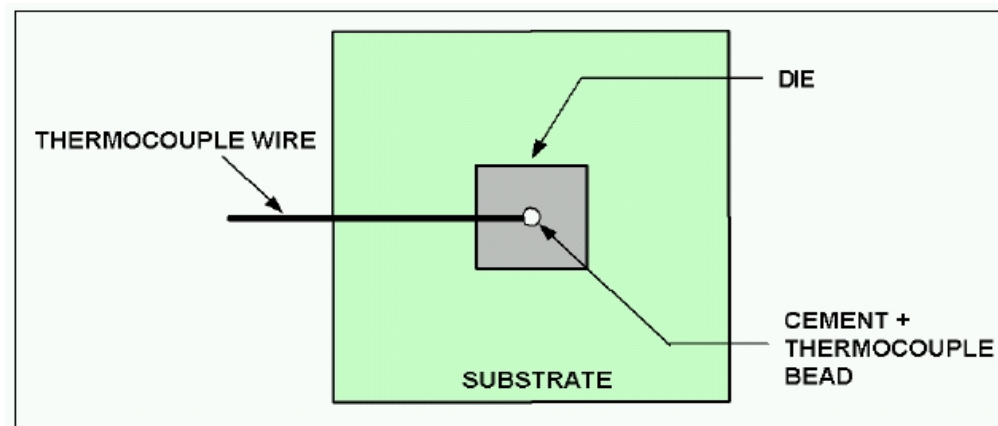 DIE
THERMOCOUPLE WIRE
CEMENT +
THERMOCOUPLE
BEAD
SUBSTRATE